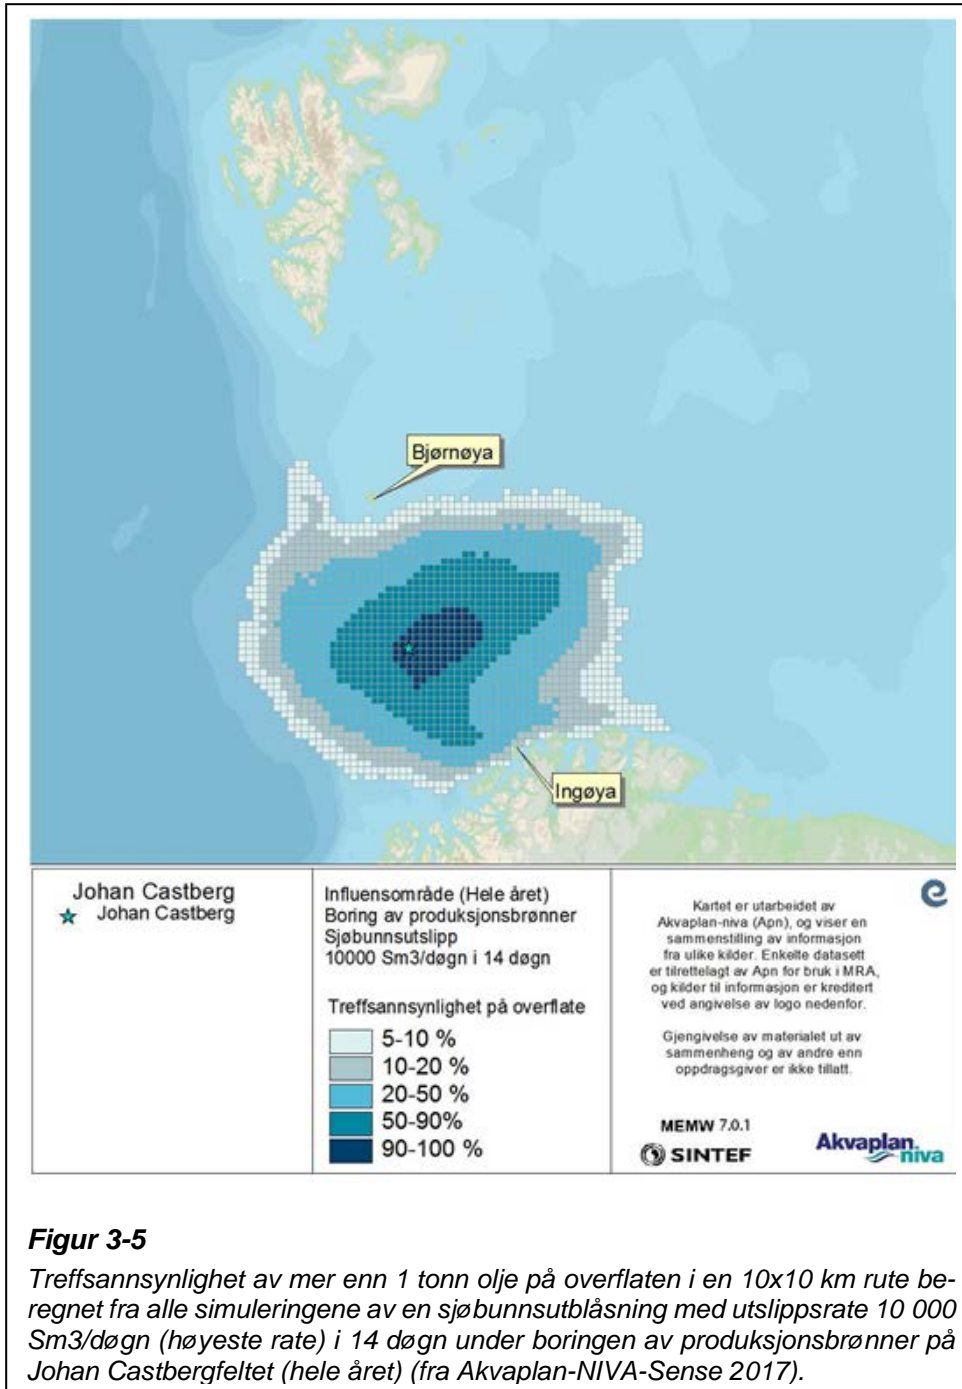 Bjørnøya
Ingøya
Johan Castberg
Johan Castberg
Influensområde (Hele året)
Boring av produksjonsbrønner
Sjøbunnsutslipp
10000 Sm3/døgn i 14 døgn
Treffsannsynlighet på overflate
5-10 %
10-20 %
20-50 %
50-90%
90-100 %
Kartet er utarbeidet av
Akvaplan-niva (Apn), og viser en
sammenstilling av informasjon
fra ulike kilder. Enkelte datasett
er tilrettelagt av Apn for bruk i MRA,
og kilder til informasjon er kreditert
ved angivelse av logo nedenfor.
Gjengivelse av materialet ut av
sammenheng og av andre enn
oppdragsgiver er ikke tillatt.
MEMW 7.0.1
SINTEF
Akvaplan
niva
Figur 3-5
Treffsannsynlighet av mer enn 1 tonn olje på overflaten i en 10x10 km rute be-
regnet fra alle simuleringene av en sjøbunnsutblåsning med utslippsrate 10 000
Sm3/døgn (høyeste rate) i 14 døgn under boringen av produksjonsbrønner på
Johan Castbergfeltet (hele året) (fra Akvaplan-NIVA-Sense 2017).